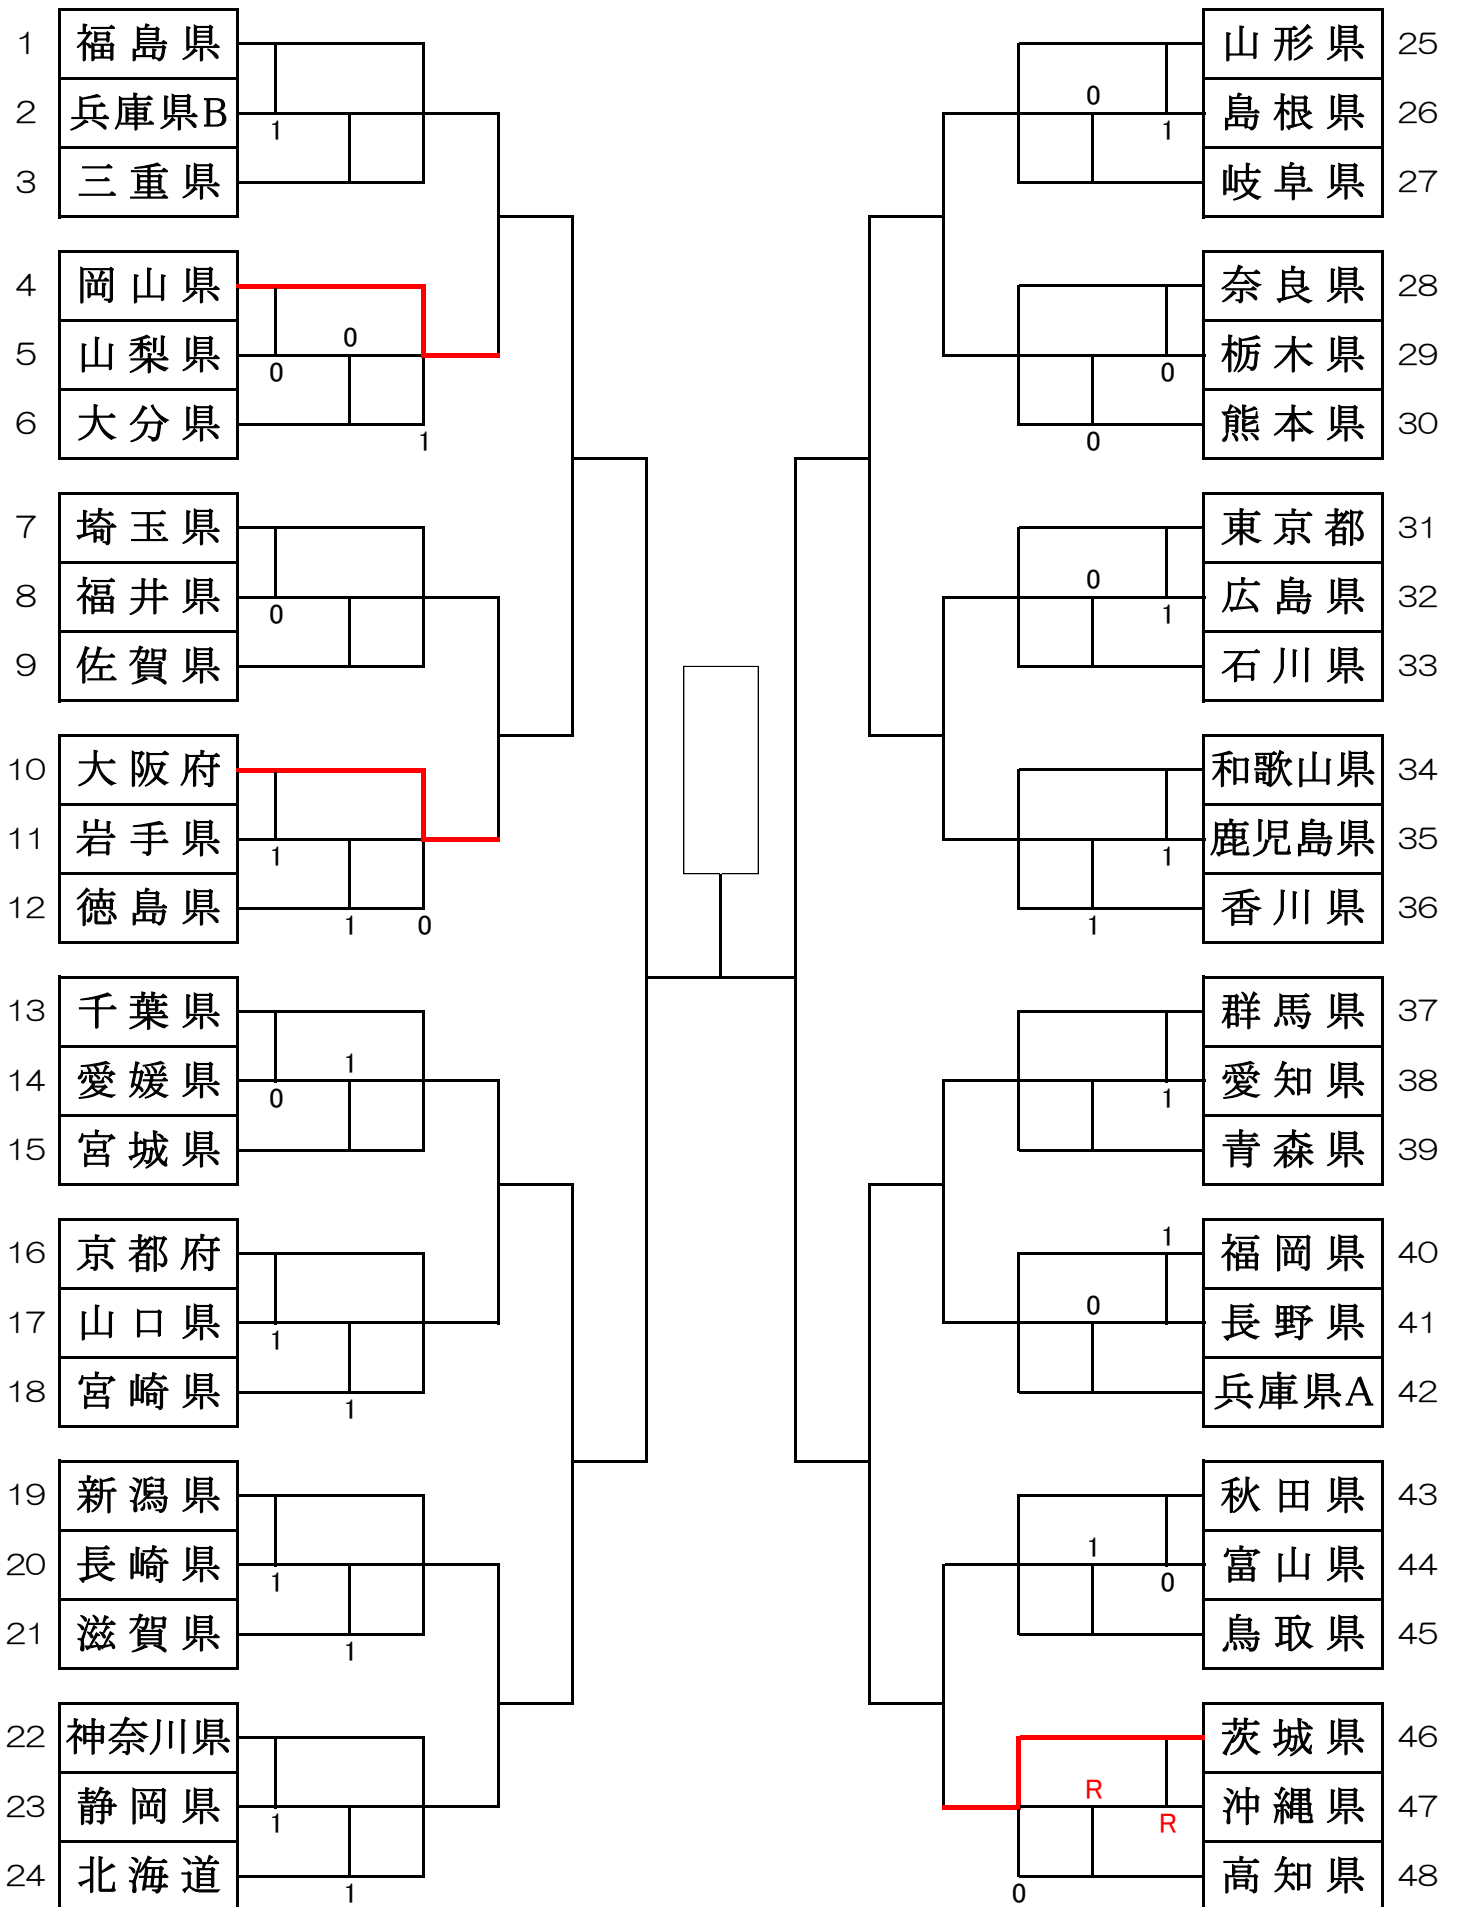 1 福島県
2 兵庫県B
1
3 三重県
4 岡山県
0
5 山梨県
0
6 大分県
1
7 埼玉県
8 福井県
0
9 佐賀県
10 大阪府
11 岩手県
1
12 徳島県
1 0
13 千葉県
1
14 愛媛県
0
15 宮城県
16 京都府
17 山口県
1
18 宮崎県
1
19 新潟県
20 長崎県
1
21 滋賀県
1
22 神奈川県
23 静岡県
1
24 北海道
1
山形県 25
0
島根県 26
1
岐阜県 27
奈良県 28
栃木県 29
0
熊本県 30
0
東京都 31
0
広島県 32
1
石川県 33
和歌山県 34
鹿児島県 35
1
香川県 36
1
群馬県 37
愛知県 38
1
青森県 39
1
福岡県 40
0
長野県 41
兵庫県A 42
秋田県 43
1
富山県 44
0
鳥取県 45
茨城県 46
R
沖縄県 47
R
高知県 48
0